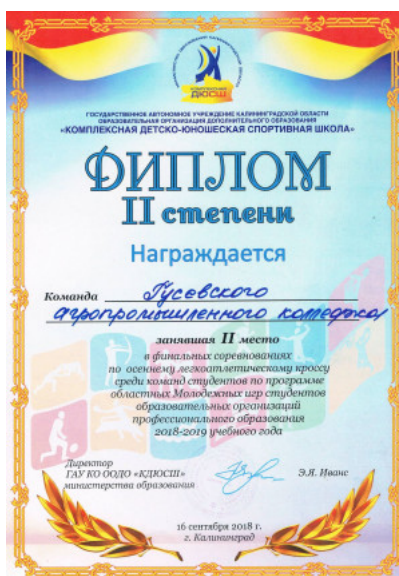 КОМПЛЕКСНАЯ
ДЮСШ
ГОСУДАРСТВЕННОЕ АВТОНОМНОЕ УЧРЕЖДЕНИЕ КАЛИНИНГРАДСКОЙ ОБЛАСТИ
ОБРАЗОВАТЕЛЬНАЯ ОРГАНИЗАЦИЯ ДОПОЛНИТЕЛЬНОГО ОБРАЗОВАНИЯ
«КОМПЛЕКСНАЯ ДЕТСКО-ЮНОШЕСКАЯ СПОРТИВНАЯ ШКОЛА»
ДИПЛОМ
II степени
Награждается
Команда Гусевского
агропромышленного колледжа
занявшая II место
в финальных соревнованиях
по осеннему легкоатлетическому кроссу
среди команд студентов по программе
областных Молодежных игр студентов
образовательных организаций
профессионального образования
2018-2019 учебного года
Директор
ГАУ КО ООДО «КДЮСШ»
министерства образования
Э.Я. Иванс
16 сентября 2018 г.
г. Калининград